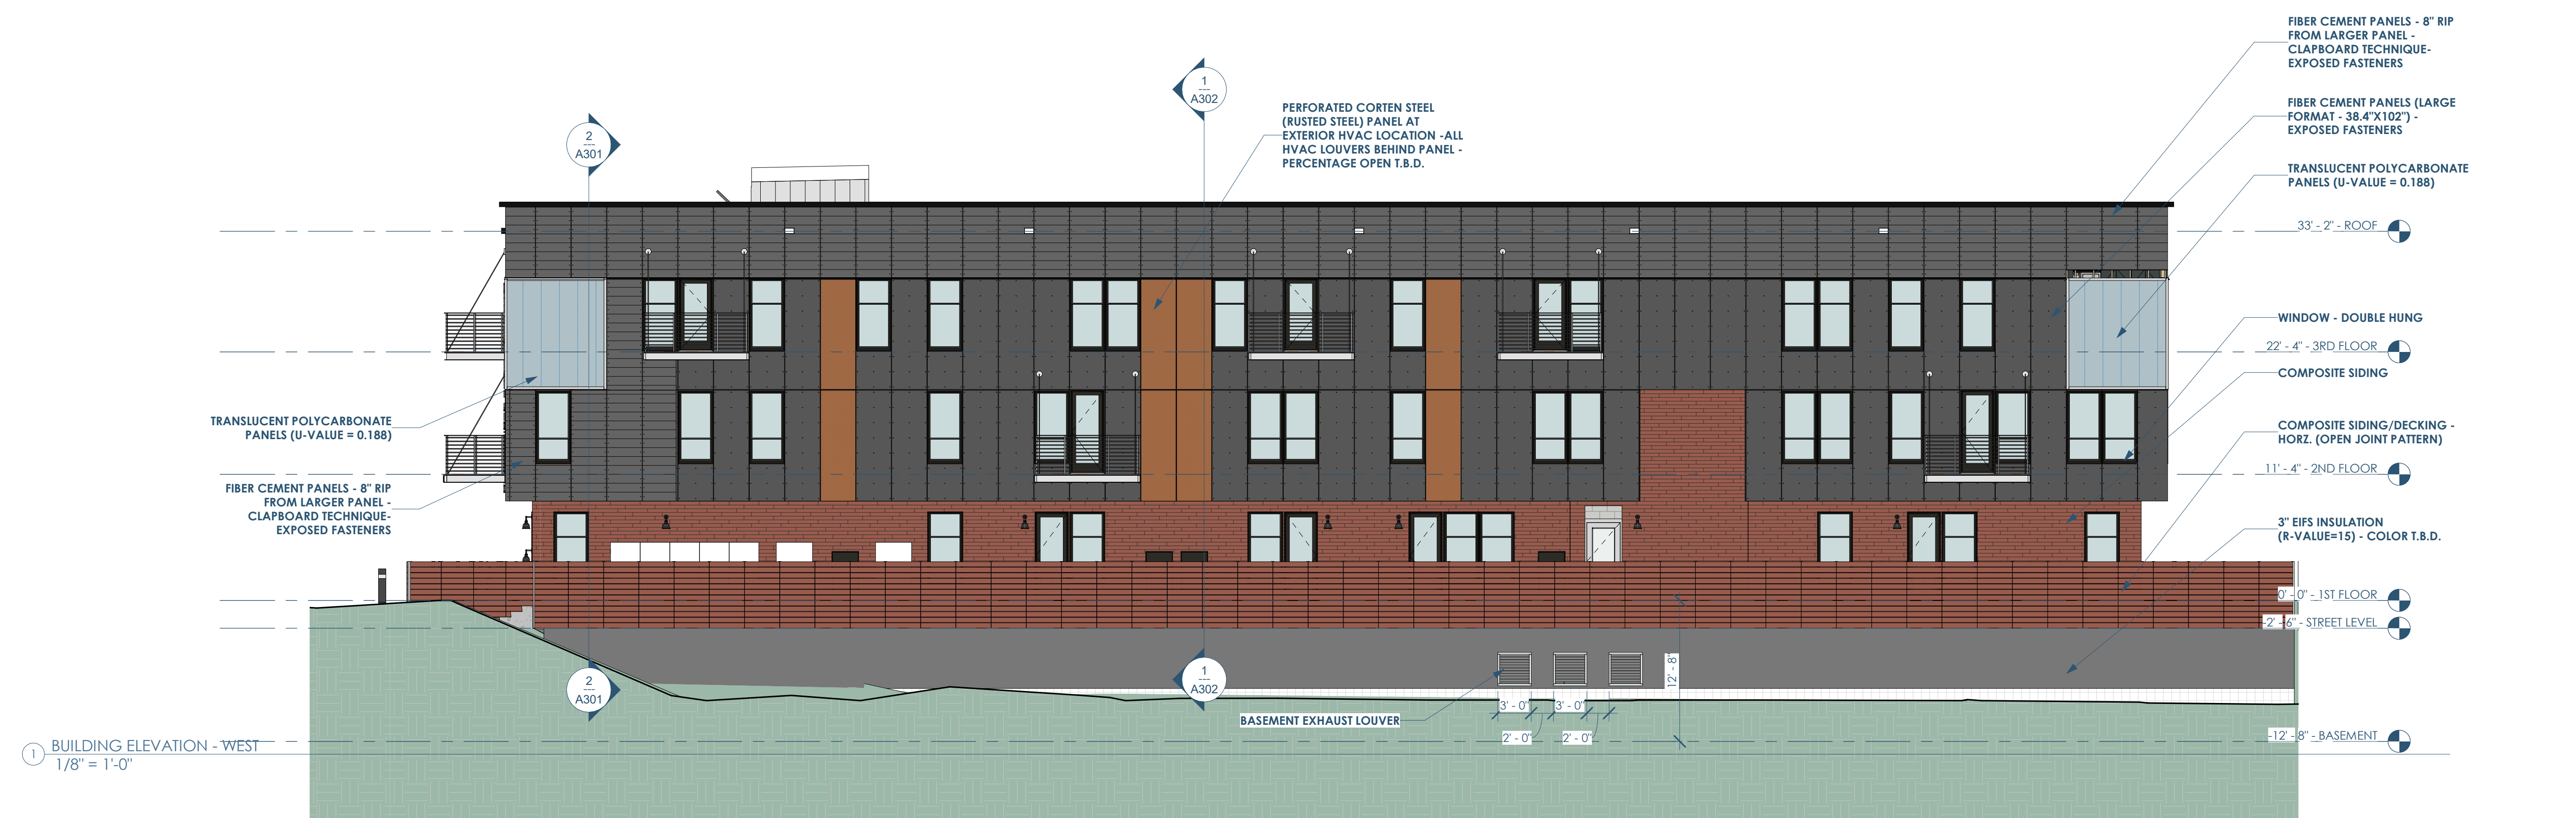 FIBER CEMENT PANELS - 8" RIP
FROM LARGER PANEL -
CLAPBOARD TECHNIQUE-
EXPOSED FASTENERS
1
---
A302
PERFORATED CORTEN STEEL
(RUSTED STEEL) PANEL AT
EXTERIOR HVAC LOCATION -ALL
HVAC LOUVERS BEHIND PANEL -
PERCENTAGE OPEN T.B.D.
FIBER CEMENT PANELS (LARGE
FORMAT - 38.4"X102") -
EXPOSED FASTENERS
2
---
A301
TRANSLUCENT POLYCARBONATE
PANELS (U-VALUE = 0.188)
33' - 2" - ROOF
WINDOW - DOUBLE HUNG
22' - 4" - 3RD FLOOR
COMPOSITE SIDING
TRANSLUCENT POLYCARBONATE
PANELS (U-VALUE = 0.188)
COMPOSITE SIDING/DECKING -
HORZ. (OPEN JOINT PATTERN)
11' - 4" - 2ND FLOOR
FIBER CEMENT PANELS - 8" RIP
FROM LARGER PANEL -
CLAPBOARD TECHNIQUE-
EXPOSED FASTENERS
3" EIFS INSULATION
(R-VALUE=15) - COLOR T.B.D.
0' - 0" - 1ST FLOOR
-2' - 6" - STREET LEVEL
2
---
A301
1
---
A302
12' - 8"
3' - 0"
3' - 0"
BASEMENT EXHAUST LOUVER
2' - 0"
2' - 0"
-12' - 8" - BASEMENT
1
BUILDING ELEVATION - WEST
1/8" = 1'-0"